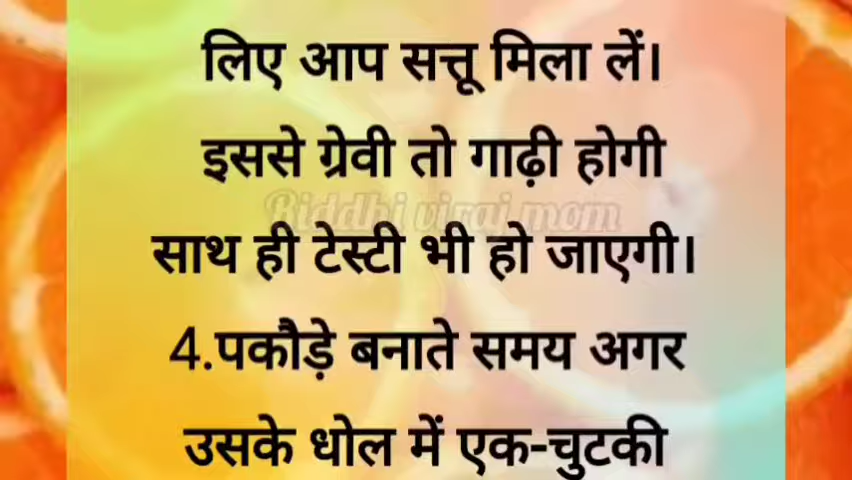 लिए आप सत्तू मिला लें।
इससे ग्रेवी तो गाढ़ी होगी
Riddhi viraj mom
साथ ही टेस्टी भी हो जाएगी।
4.पकौड़े बनाते समय अगर
उसके धोल में एक-चुटकी